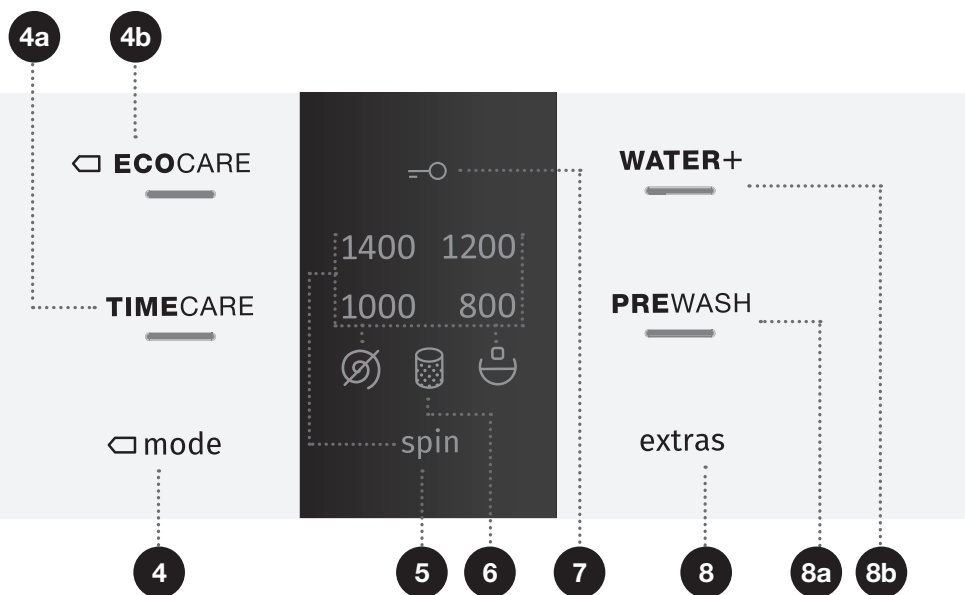 4a 4b
ECOCARE WATER+
1400 1200
TIMECARE 1000 800 PREWASH
mode spin extras
4 5 6 7 8 8a 8b